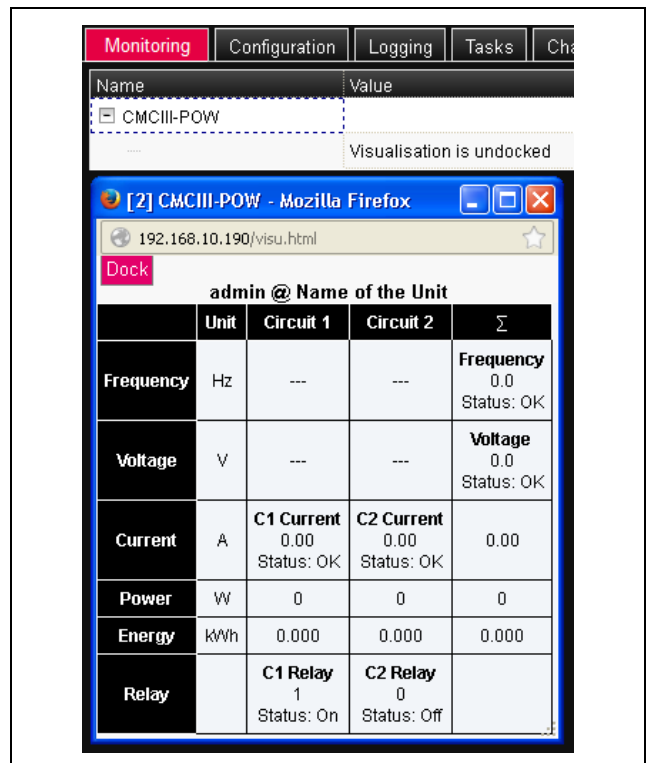 Monitoring Configuration Logging Tasks
Name Value
CMCIII-POW
Visualisation is undocked
[2] CMCIII-POW - Mozilla Firefox
192.168.10.190/visu.html
Dock
admin @ Name of the Unit
Unit Circuit 1 Circuit 2 Σ
Frequency Hz --- --- Frequency
0.0
Status: OK
Voltage V --- --- Voltage
0.0
Status: OK
Current A C1 Current C2 Current 0.00
0.00 0.00
Status: OK Status: OK
Power W 0 0 0
Energy kWh 0.000 0.000 0.000
Relay C1 Relay C2 Relay
1 0
Status: On Status: Off